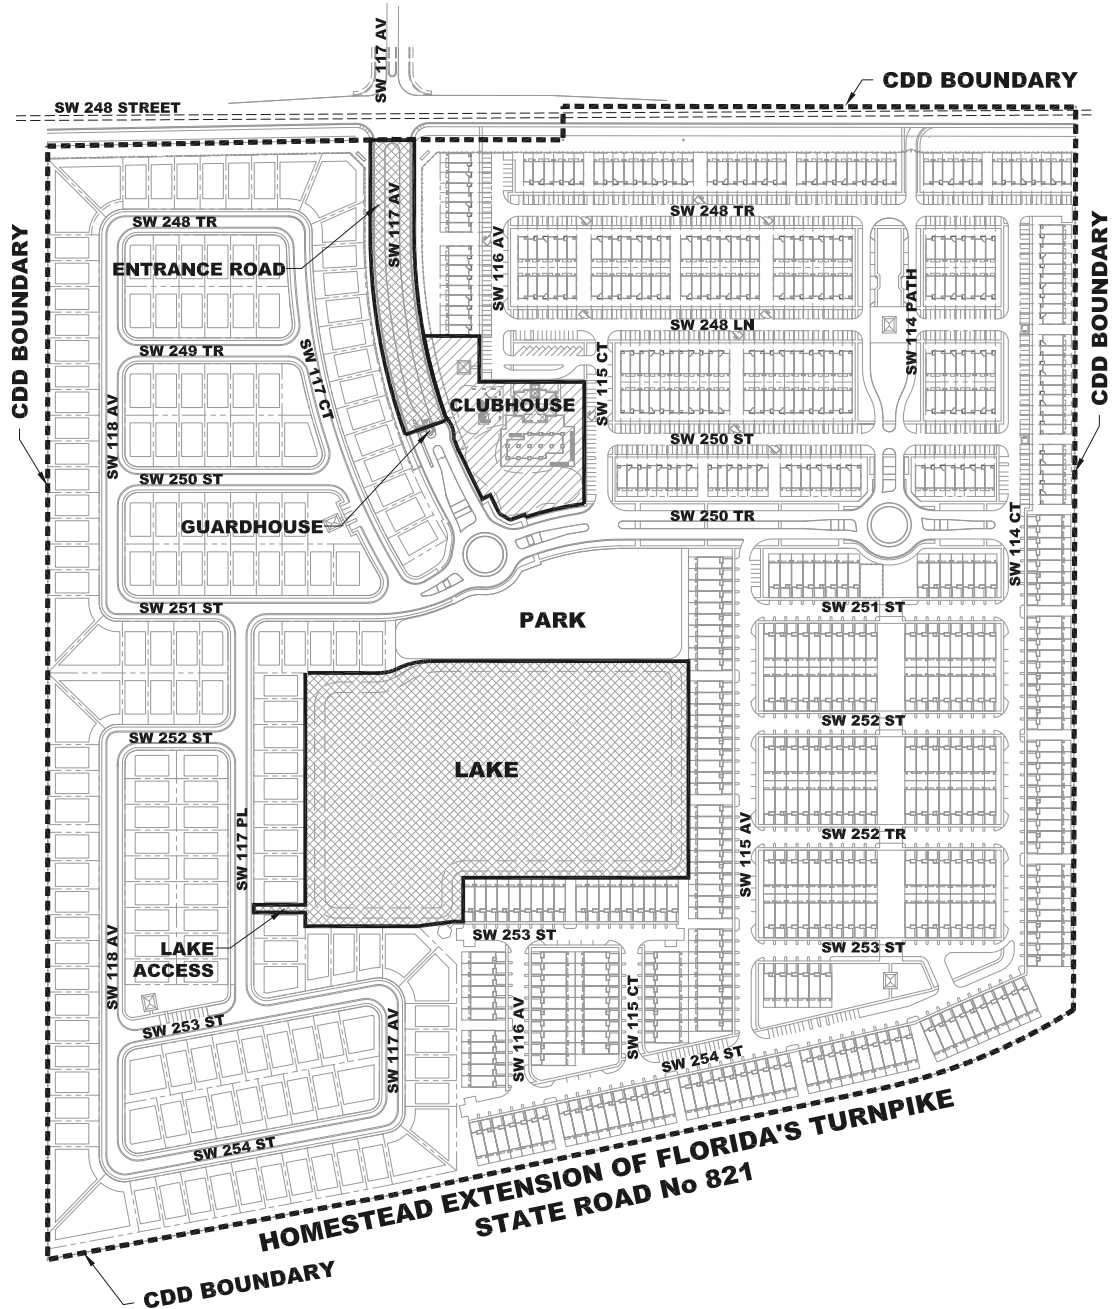 SW 117 AV
CDD BOUNDARY
SW 248 STREET
SW 248 TR
SW 248 TR
SW 117 AV
ENTRANCE ROAD
SW 116 AV
CDD BOUNDARY
CDD BOUNDARY
SW 114 PATH
SW 248 LN
SW 249 TR
SW 117 CT
SW 115 CT
CLUBHOUSE
SW 118 AV
SW 250 ST
SW 250 ST
SW 250 TR
GUARDHOUSE
SW 114 CT
SW 251 ST
SW 251 ST
PARK
SW 252 ST
SW 252 ST
LAKE
SW 117 PL
SW 115 AV
SW 252 TR
SW 253 ST
SW 253 ST
LAKE
ACCESS
SW 118 AV
SW 253 ST
SW 117 AV
SW 116 AV
SW 115 CT
SW 254 ST
SW 254 ST
HOMESTEAD EXTENSION OF FLORIDA'S TURNPIKE
STATE ROAD No 821
CDD BOUNDARY